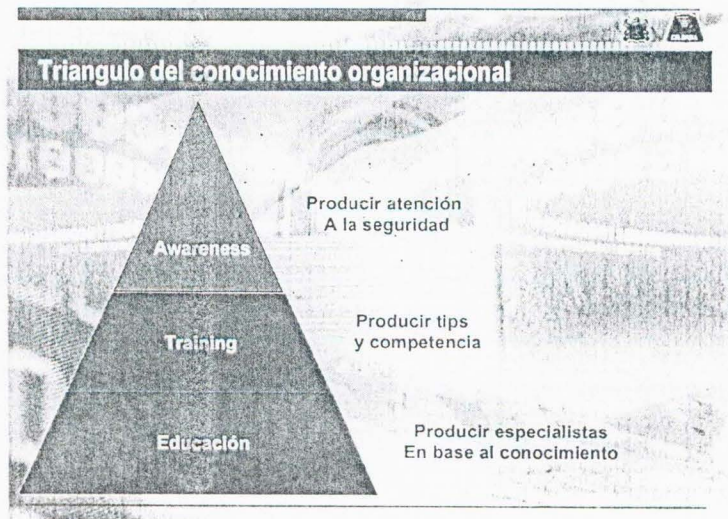 Triangulo del conocimiento organizacional
Producir atención
A la seguridad
Awareness
Producir tips
y competencia
Training
Educación
Producir especialistas
En base al conocimiento